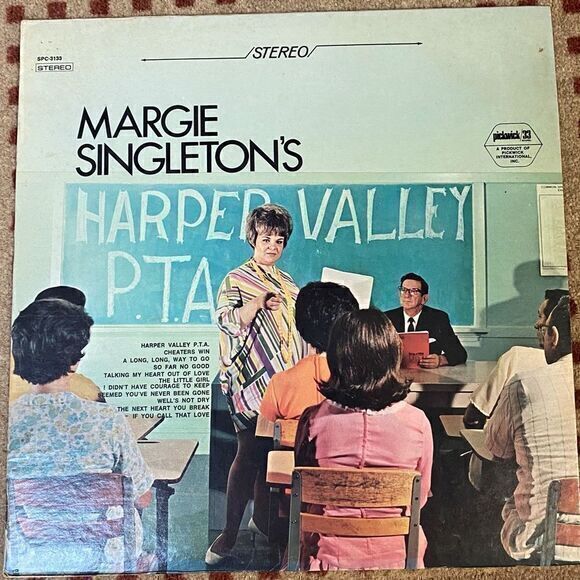 SPC-3133
STEREO
STEREO
MARGIE
SINGLETON'S
pickwick/33
A PRODUCT OF
PICKWICK
INTERNATIONAL,
INC.
HARPER VALLEY
P.T.A.
HARPER VALLEY P.T.A.
CHEATERS WIN
A LONG, LONG, WAY TO GO
SO FAR NO GOOD
TALKING MY HEART OUT OF LOVE
THE LITTLE GIRL
I DIDN'T HAVE COURAGE TO KEEP
SEEMED YOU'VE NEVER BEEN GONE
WELL'S NOT DRY
THE NEXT HEART YOU BREAK
IF YOU CALL THAT LOVE